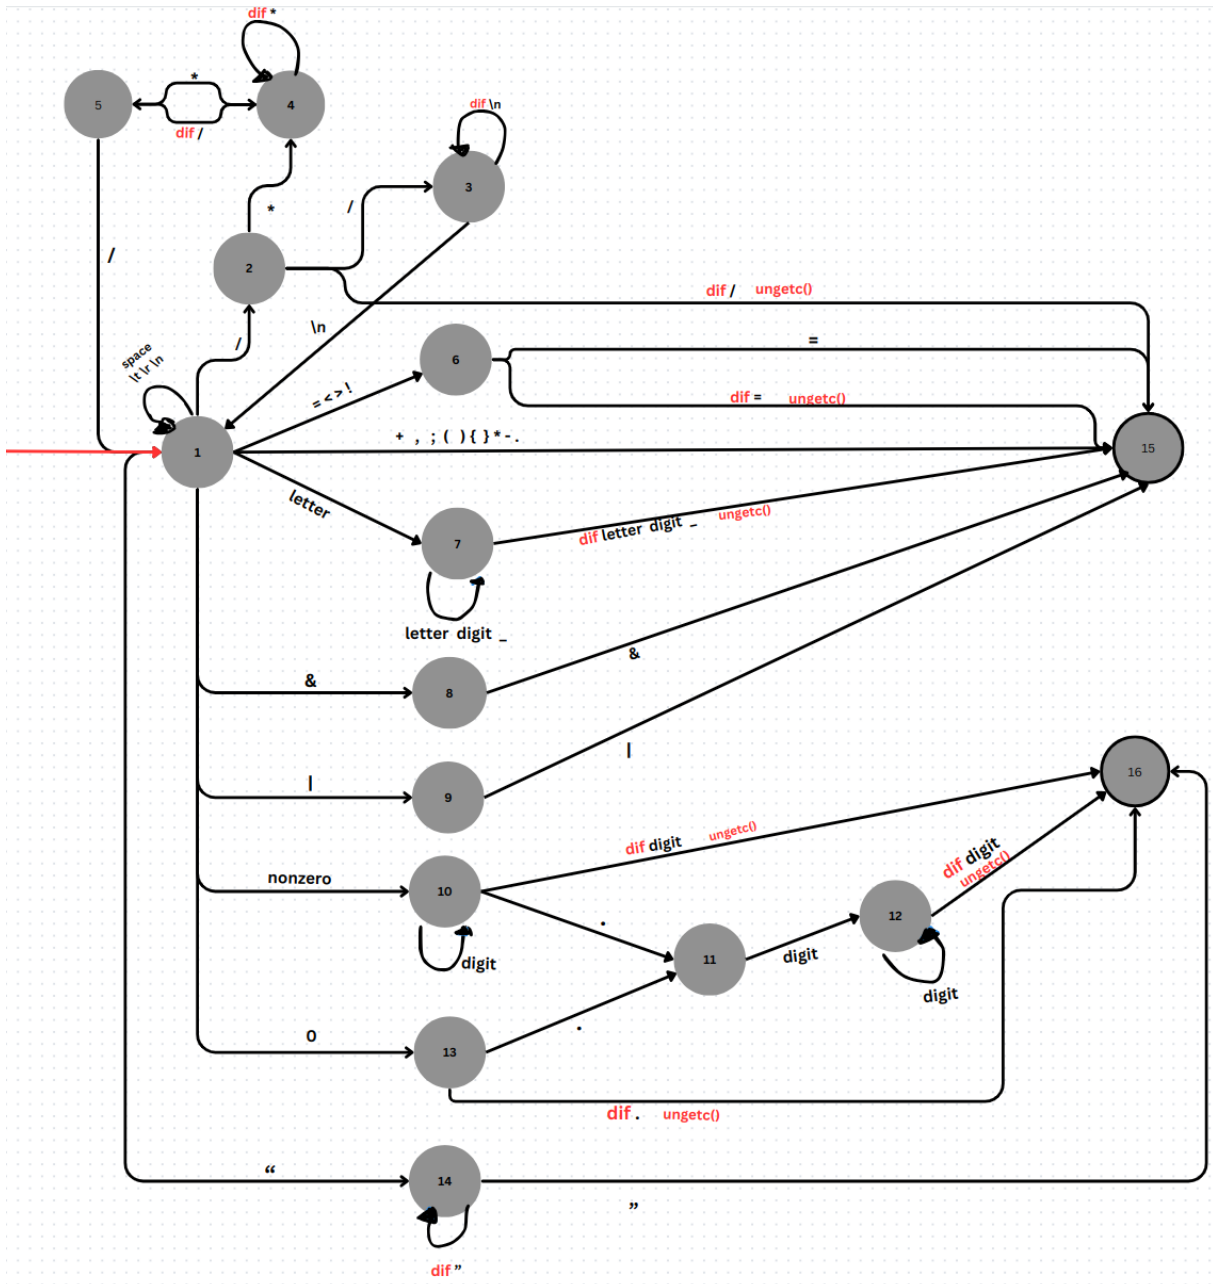 dif *
5
*
4
dif /
dif \n
3
*
/
2
/
dif / ungetc()
\n
/
space
\t \r \n
6
=
= < > !
dif = ungetc()
+ , ; ( ) { } * - .
1
15
letter
7
dif letter digit _ ungetc()
letter digit _
&
8
&
|
9
|
16
nonzero
10
dif digit ungetc()
dif digit
ungetc()
.
12
digit
11
digit
digit
0
13
.
dif . ungetc()
“
14
”
dif ”